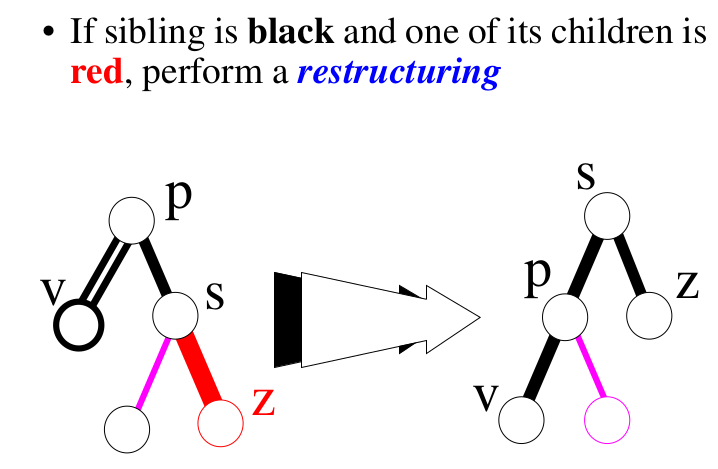 • If sibling is black and one of its children is
red, perform a restructuring
p
v
s
z
s
p
z
v